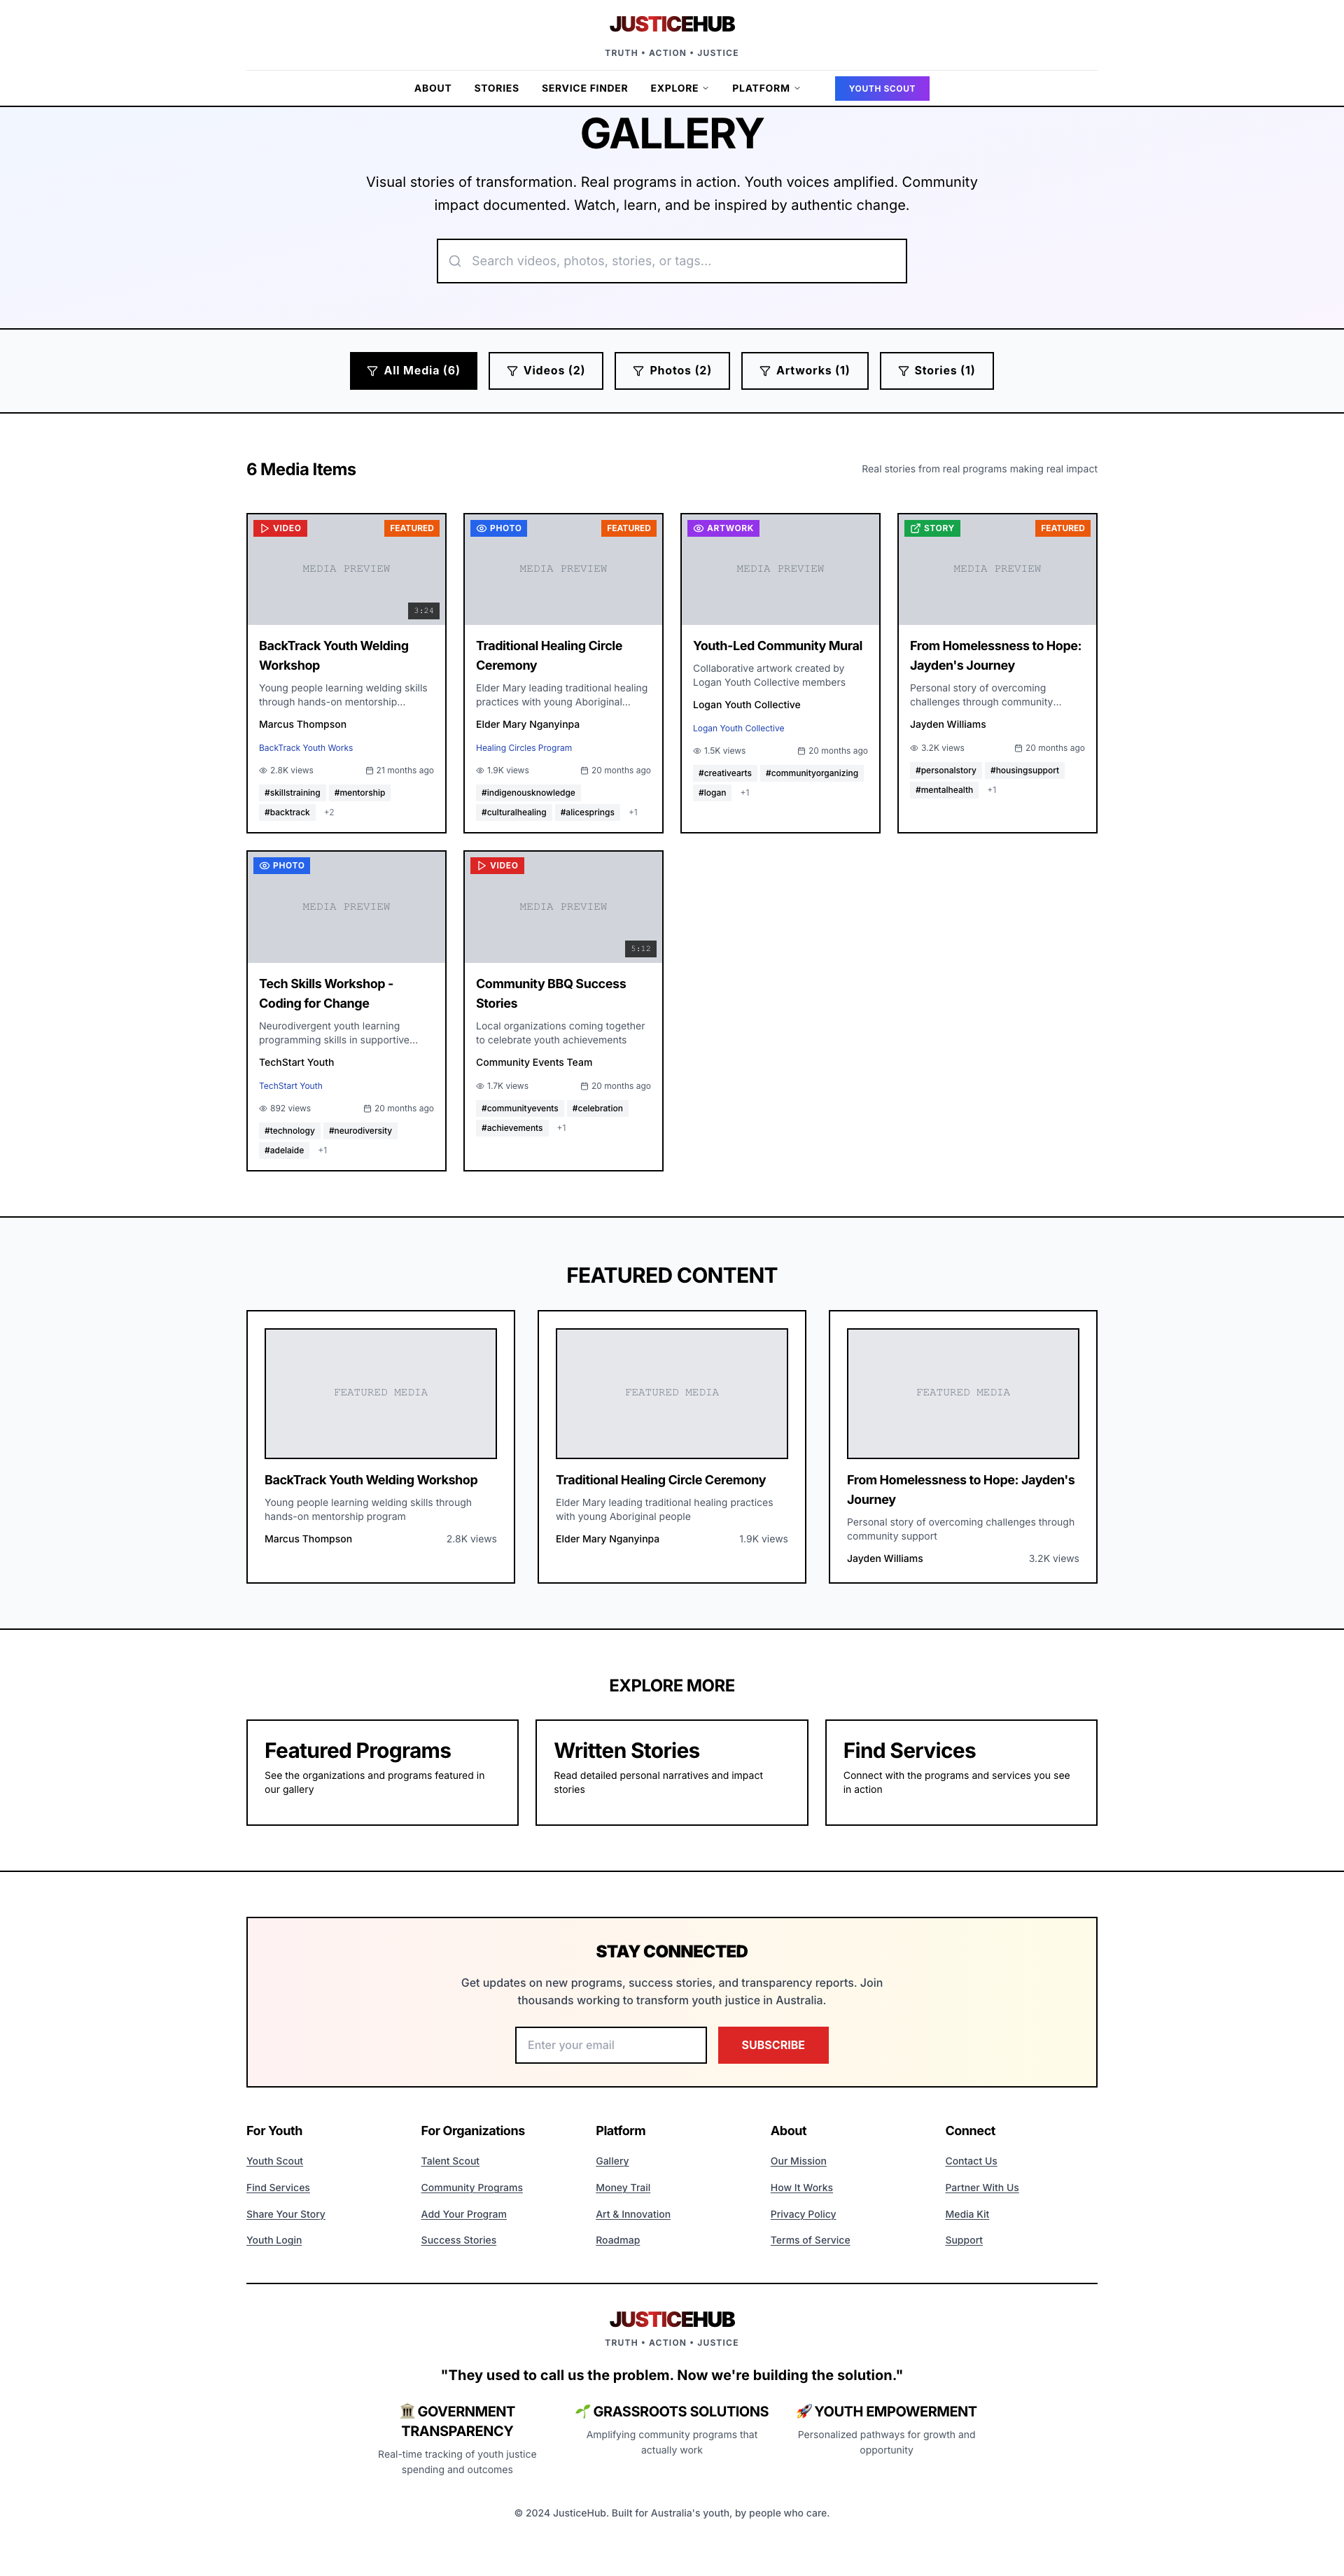 JUSTICEHUB
TRUTH • ACTION • JUSTICE
ABOUT STORIES SERVICE FINDER EXPLORE PLATFORM YOUTH SCOUT
GALLERY
Visual stories of transformation. Real programs in action. Youth voices amplified. Community
impact documented. Watch, learn, and be inspired by authentic change.
Search videos, photos, stories, or tags...
All Media (6) Videos (2) Photos (2) Artworks (1) Stories (1)
6 Media Items
Real stories from real programs making real impact
VIDEO FEATURED
MEDIA PREVIEW
3:24
BackTrack Youth Welding
Workshop
Young people learning welding skills
through hands-on mentorship...
Marcus Thompson
BackTrack Youth Works
2.8K views 21 months ago
#skillstraining #mentorship
#backtrack +2
PHOTO FEATURED
MEDIA PREVIEW
Traditional Healing Circle
Ceremony
Elder Mary leading traditional healing
practices with young Aboriginal...
Elder Mary Nganyinpa
Healing Circles Program
1.9K views 20 months ago
#indigenousknowledge
#culturalhealing #alicesprings +1
ARTWORK
MEDIA PREVIEW
Youth-Led Community Mural
Collaborative artwork created by
Logan Youth Collective members
Logan Youth Collective
Logan Youth Collective
1.5K views 20 months ago
#creativearts #communityorganizing
#logan +1
STORY FEATURED
MEDIA PREVIEW
From Homelessness to Hope:
Jayden's Journey
Personal story of overcoming
challenges through community...
Jayden Williams
3.2K views 20 months ago
#personalstory #housingsupport
#mentalhealth +1
PHOTO
MEDIA PREVIEW
Tech Skills Workshop -
Coding for Change
Neurodivergent youth learning
programming skills in supportive...
TechStart Youth
TechStart Youth
892 views 20 months ago
#technology #neurodiversity
#adelaide +1
VIDEO
MEDIA PREVIEW
5:12
Community BBQ Success
Stories
Local organizations coming together
to celebrate youth achievements
Community Events Team
1.7K views 20 months ago
#communityevents #celebration
#achievements +1
FEATURED CONTENT
FEATURED MEDIA
BackTrack Youth Welding Workshop
Young people learning welding skills through
hands-on mentorship program
Marcus Thompson 2.8K views
FEATURED MEDIA
Traditional Healing Circle Ceremony
Elder Mary leading traditional healing practices
with young Aboriginal people
Elder Mary Nganyinpa 1.9K views
FEATURED MEDIA
From Homelessness to Hope: Jayden's
Journey
Personal story of overcoming challenges through
community support
Jayden Williams 3.2K views
EXPLORE MORE
Featured Programs
See the organizations and programs featured in
our gallery
Written Stories
Read detailed personal narratives and impact
stories
Find Services
Connect with the programs and services you see
in action
STAY CONNECTED
Get updates on new programs, success stories, and transparency reports. Join
thousands working to transform youth justice in Australia.
Enter your email SUBSCRIBE
For Youth
Youth Scout
Find Services
Share Your Story
Youth Login
For Organizations
Talent Scout
Community Programs
Add Your Program
Success Stories
Platform
Gallery
Money Trail
Art & Innovation
Roadmap
About
Our Mission
How It Works
Privacy Policy
Terms of Service
Connect
Contact Us
Partner With Us
Media Kit
Support
JUSTICEHUB
TRUTH • ACTION • JUSTICE
"They used to call us the problem. Now we're building the solution."
🏛️ GOVERNMENT
TRANSPARENCY
Real-time tracking of youth justice
spending and outcomes
🌱 GRASSROOTS SOLUTIONS
Amplifying community programs that
actually work
🚀 YOUTH EMPOWERMENT
Personalized pathways for growth and
opportunity
© 2024 JusticeHub. Built for Australia's youth, by people who care.